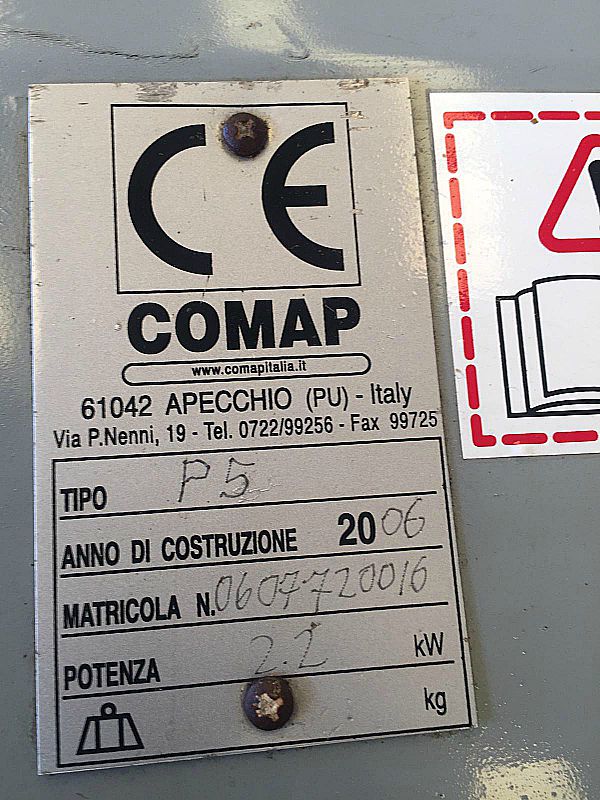 CE
COMAP
www.comapitalia.it
61042 APECCHIO (PU) - Italy
Via P.Nenni, 19 - Tel. 0722/99256 - Fax 99725
TIPO P5
ANNO DI COSTRUZIONE 2006
MATRICOLA N. 0607720016
POTENZA 2.2 kW
kg